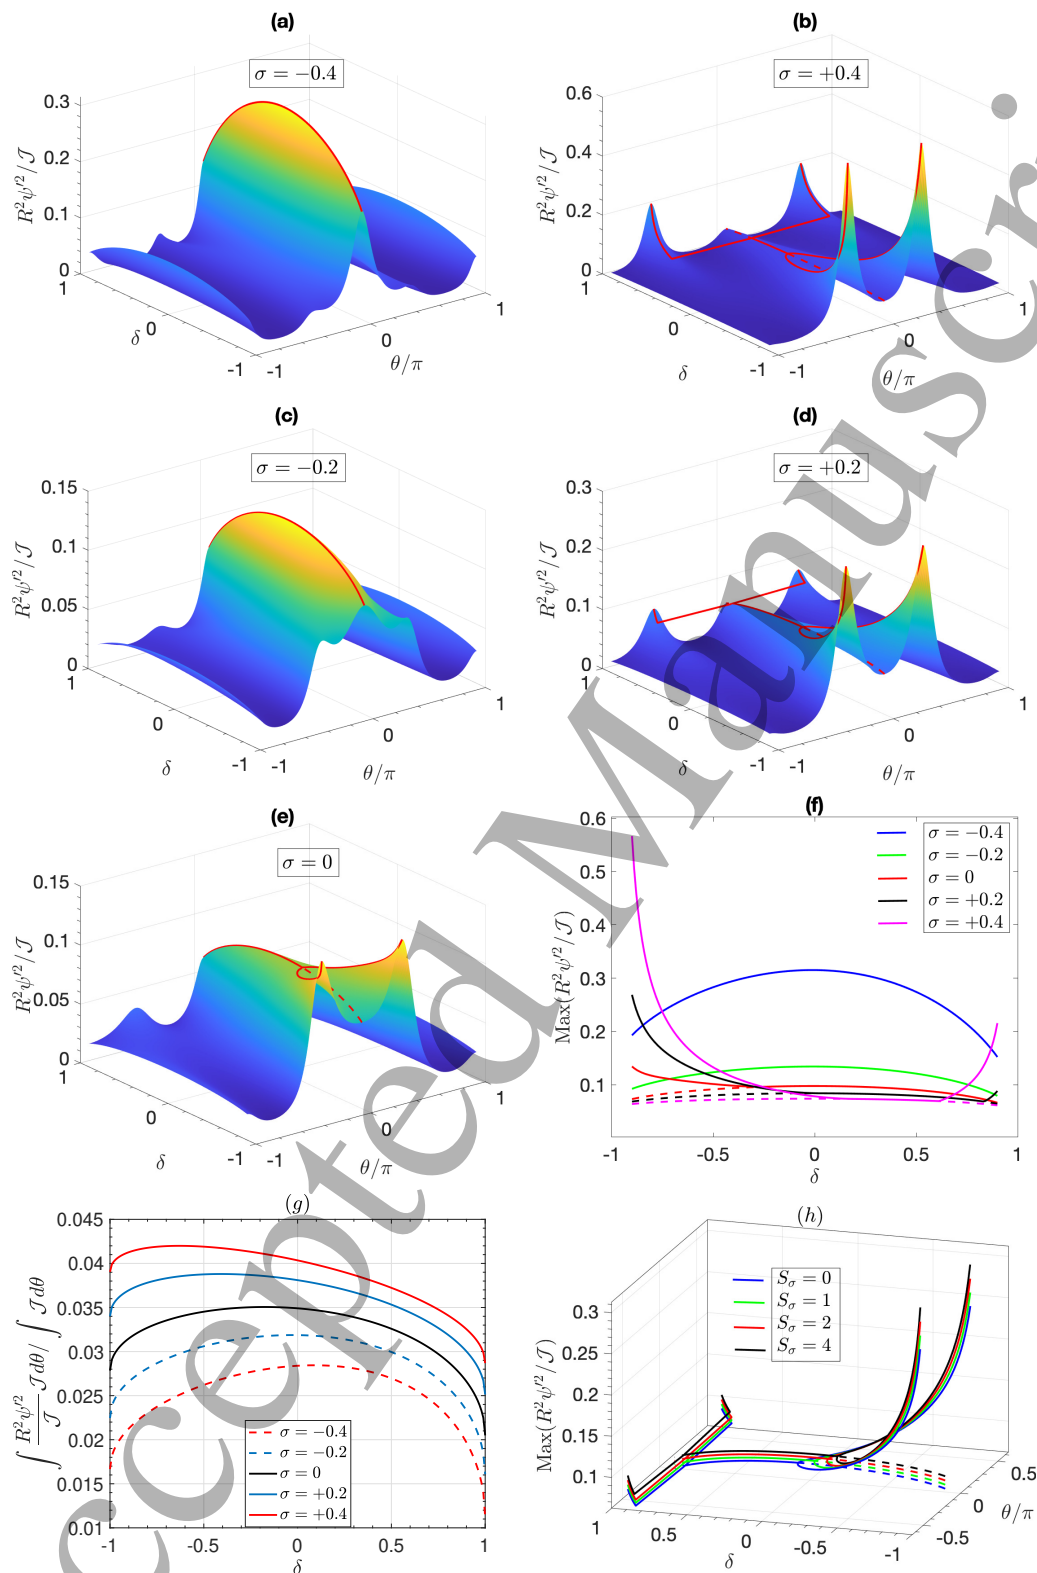 (a)
σ = −0.4
R²ψ′²/𝒥
0.3
0.2
0.1
0
1
0
-1
δ
-1
0
1
θ/π
(b)
σ = +0.4
R²ψ′²/𝒥
0.6
0.4
0.2
0
1
0
-1
δ
-1
0
1
θ/π
(c)
σ = −0.2
R²ψ′²/𝒥
0.15
0.1
0.05
0
1
0
-1
δ
-1
0
1
θ/π
(d)
σ = +0.2
R²ψ′²/𝒥
0.3
0.2
0.1
0
1
0
-1
δ
-1
0
1
θ/π
(e)
σ = 0
R²ψ′²/𝒥
0.15
0.1
0.05
0
1
0
-1
δ
-1
0
1
θ/π
(f)
Max(R²ψ′²/𝒥)
0.6
0.5
0.4
0.3
0.2
0.1
-1
-0.5
0
0.5
1
δ
σ = −0.4
σ = −0.2
σ = 0
σ = +0.2
σ = +0.4
(g)
∫ R²ψ′²/𝒥 𝒥dθ/ ∫ 𝒥dθ
0.045
0.04
0.035
0.03
0.025
0.02
0.015
0.01
-1
-0.5
0
0.5
1
δ
σ = −0.4
σ = −0.2
σ = 0
σ = +0.2
σ = +0.4
(h)
Max(R²ψ′²/𝒥)
0.3
0.25
0.2
0.15
0.1
1
0.5
0
-0.5
-1
δ
-0.5
0
0.5
θ/π
S_σ = 0
S_σ = 1
S_σ = 2
S_σ = 4
ccepted Manuscri